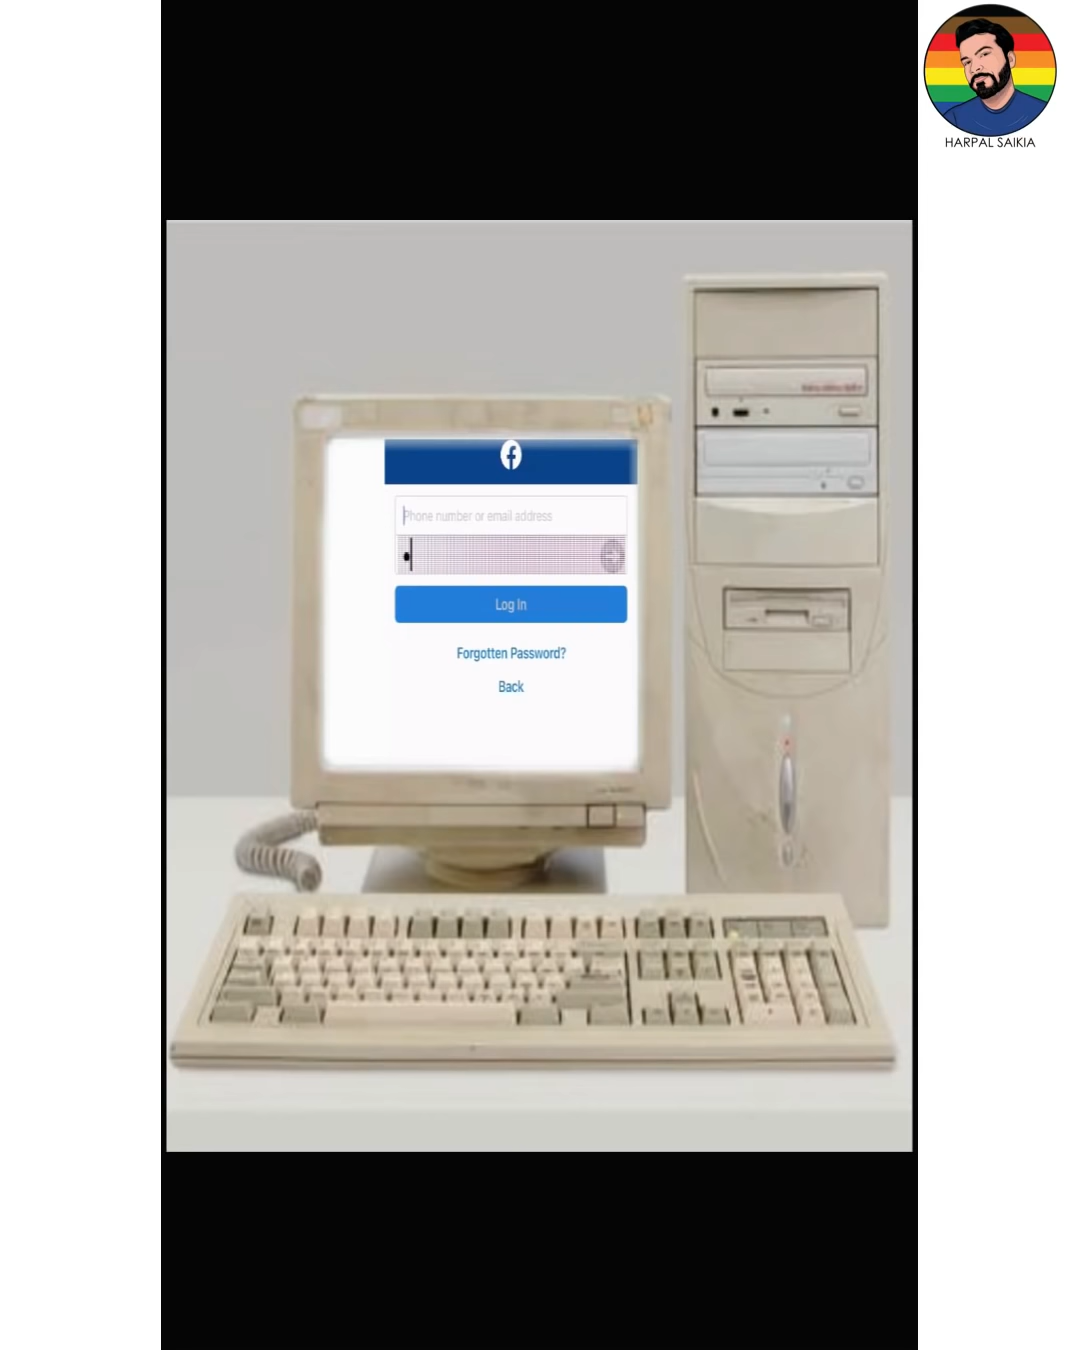 HARPAL SAIKIA
Phone number or email address
Log In
Forgotten Password?
Back